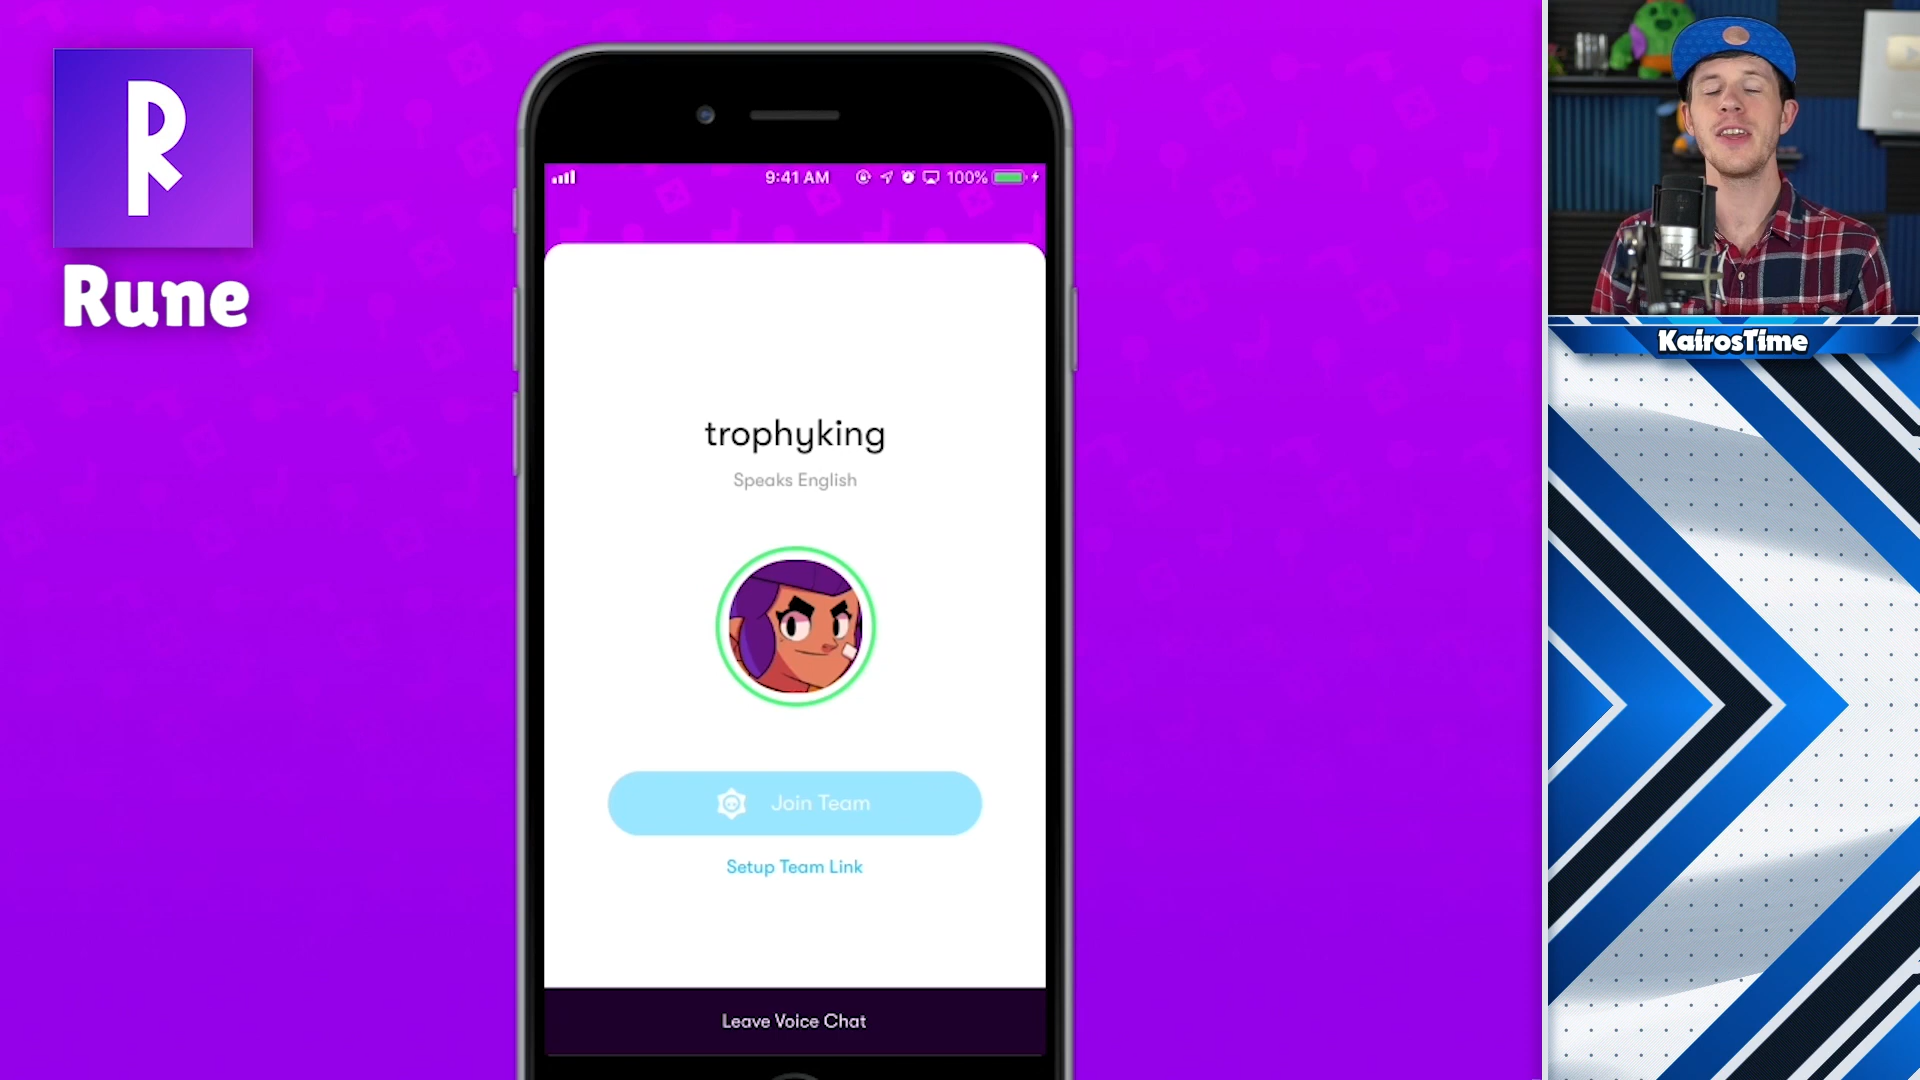 Rune
9:41 AM
100%
trophyking
Speaks English
Join Team
Setup Team Link
Leave Voice Chat
KairosTime